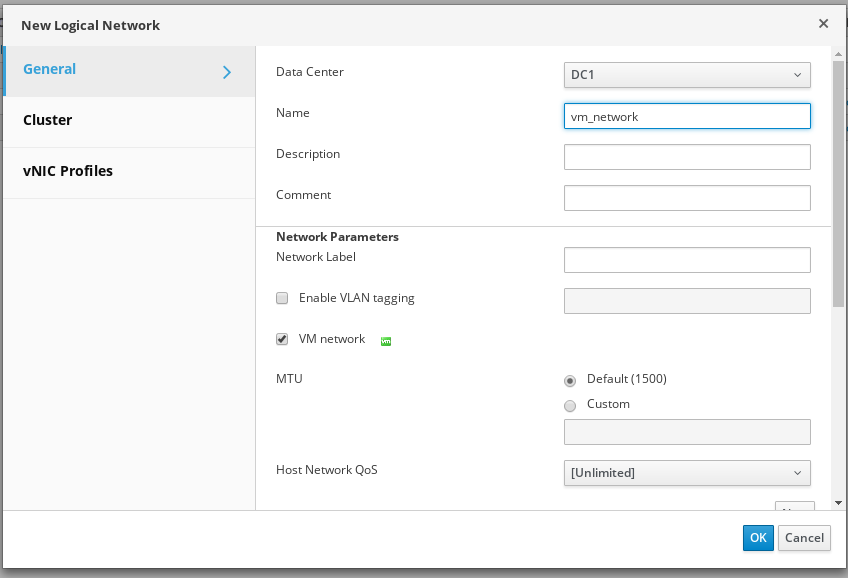 New Logical Network
General
Cluster
vNIC Profiles
Data Center
DC1
Name
vm_network
Description
Comment
Network Parameters
Network Label
Enable VLAN tagging
VM network
vm
MTU
Default (1500)
Custom
Host Network QoS
[Unlimited]
OK
Cancel